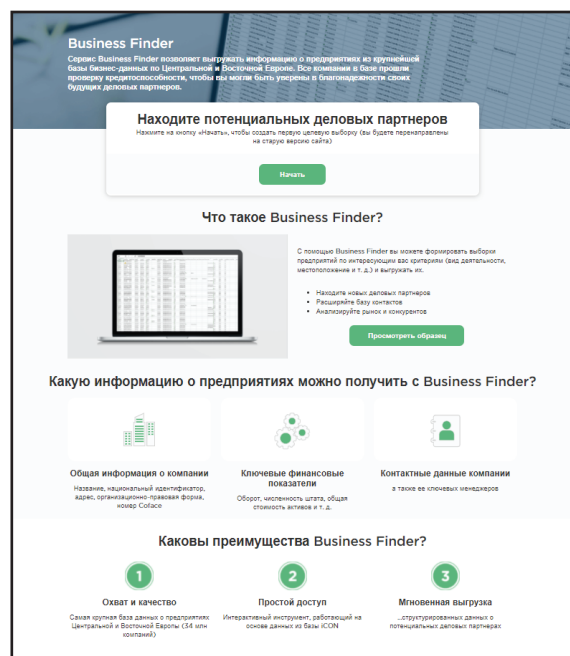 Business Finder
Сервис Business Finder позволяет выгружать информацию о предприятиях из крупнейшей
базы бизнес-данных по Центральной и Восточной Европе. Все компании в базе прошли
проверку кредитоспособности, чтобы вы могли быть уверены в благонадежности своих
будущих деловых партнеров.
Находите потенциальных деловых партнеров
Нажмите на кнопку «Начать», чтобы создать первую целевую выборку (вы будете перенаправлены
на старую версию сайта)
Начать
Что такое Business Finder?
С помощью Business Finder вы можете формировать выборки
предприятий по интересующим вас критериям (вид деятельности,
местоположение и т. д.) и выгружать их.
• Находите новых деловых партнеров
• Расширяйте базу контактов
• Анализируйте рынок и конкурентов
Просмотреть образец
Какую информацию о предприятиях можно получить с Business Finder?
Общая информация о компании
Название, национальный идентификатор,
адрес, организационно-правовая форма,
номер Coface
Ключевые финансовые
показатели
Оборот, численность штата, общая
стоимость активов и т. д.
Контактные данные компании
а также ее ключевых менеджеров
Каковы преимущества Business Finder?
1
Охват и качество
Самая крупная база данных о предприятиях
Центральной и Восточной Европы (34 млн
компаний)
2
Простой доступ
Интерактивный инструмент, работающий на
основе данных из базы iCON
3
Мгновенная выгрузка
...структурированных данных о
потенциальных деловых партнерах